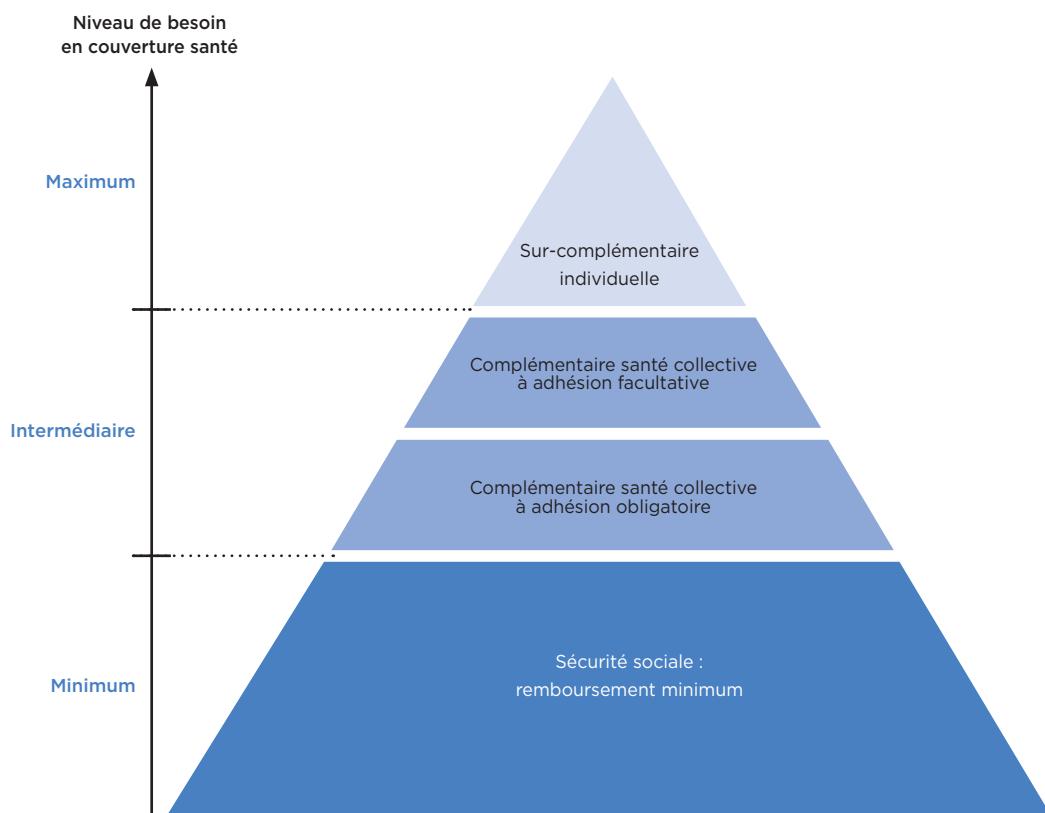 Niveau de besoin
en couverture santé
Maximum
Sur-complémentaire
individuelle
Complémentaire santé collective
à adhésion facultative
Intermédiaire
Complémentaire santé collective
à adhésion obligatoire
Sécurité sociale :
remboursement minimum
Minimum